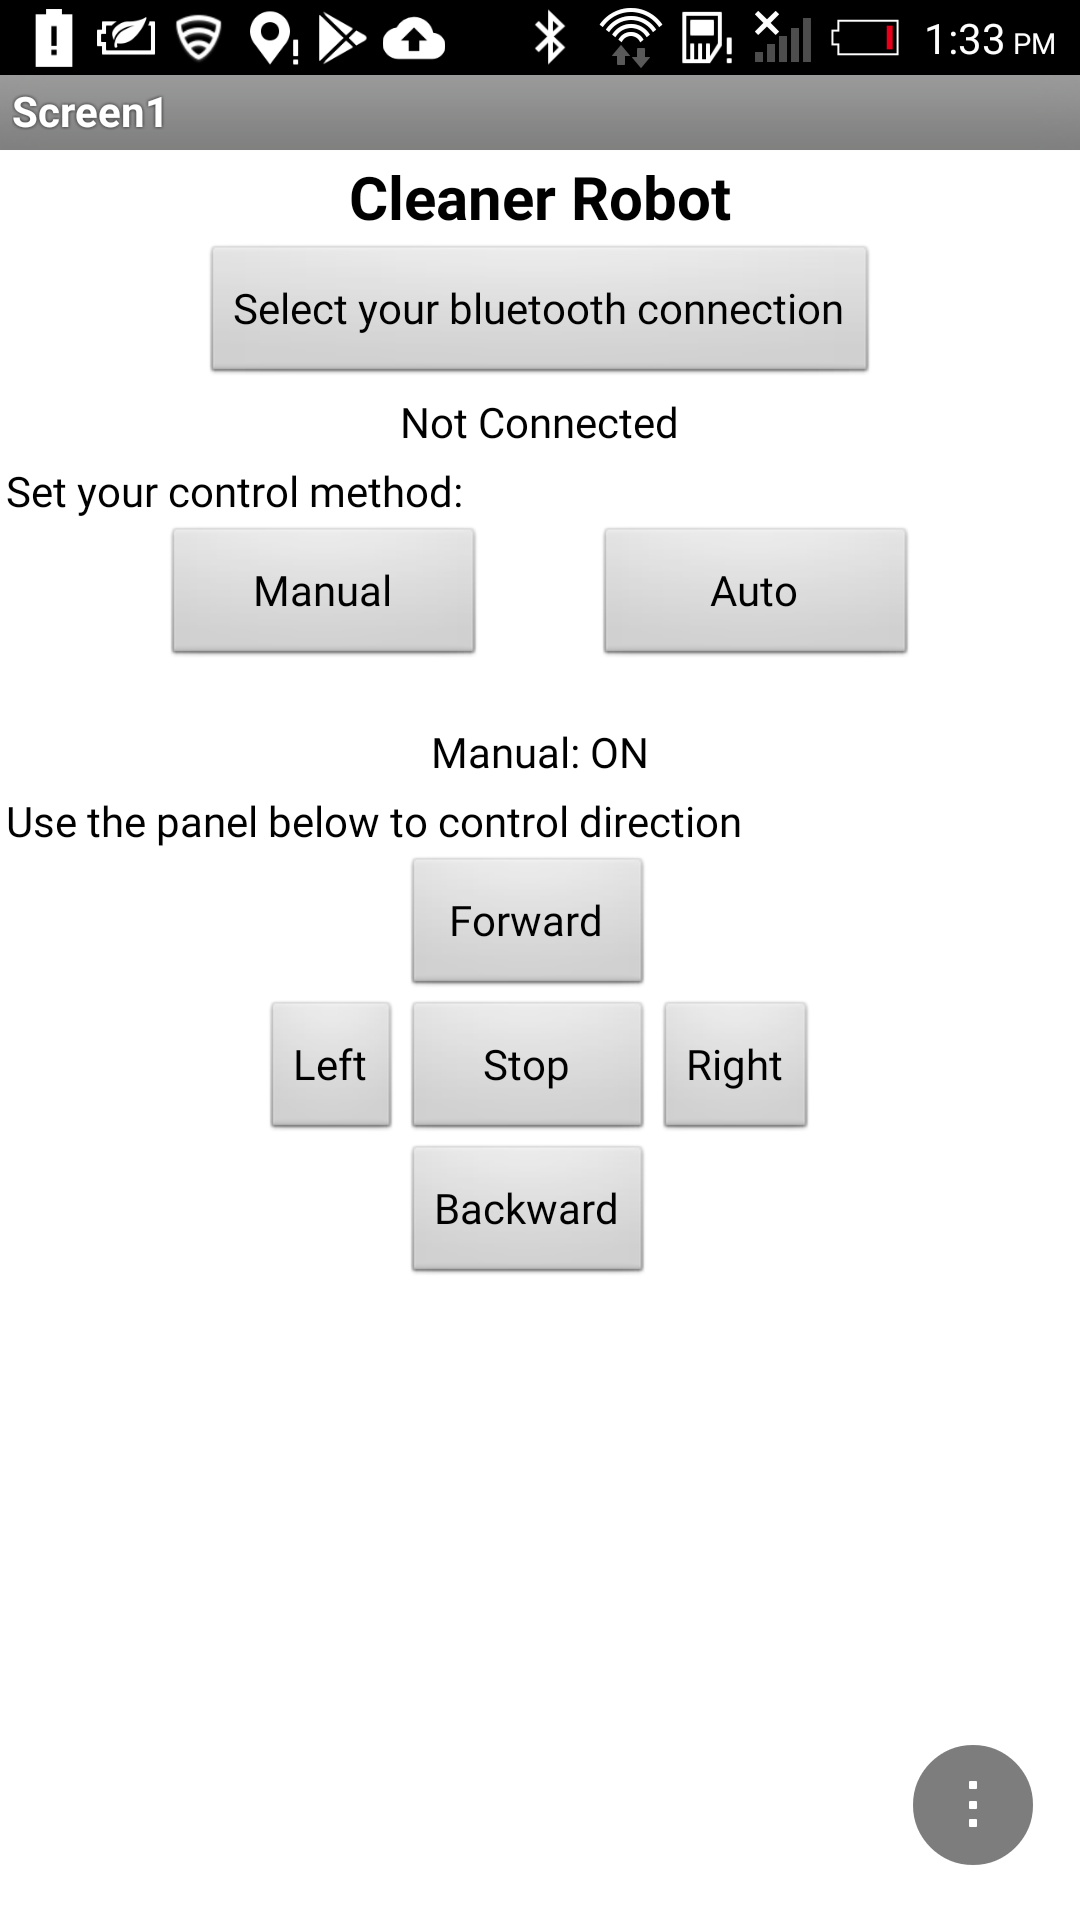 1:33 PM
Screen1
Cleaner Robot
Select your bluetooth connection
Not Connected
Set your control method:
Manual Auto
Manual: ON
Use the panel below to control direction
Forward
Left Stop Right
Backward